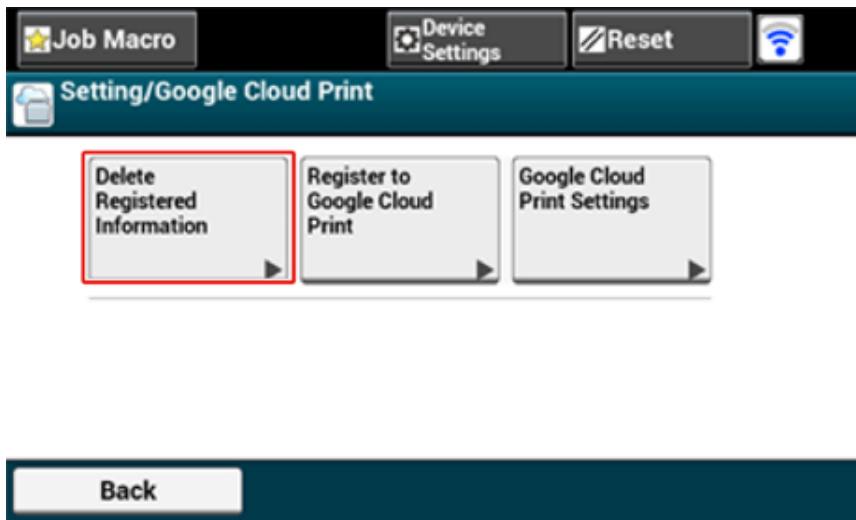 Job Macro
Device
Settings
Reset
Setting/Google Cloud Print
Delete
Registered
Information
Register to
Google Cloud
Print
Google Cloud
Print Settings
Back